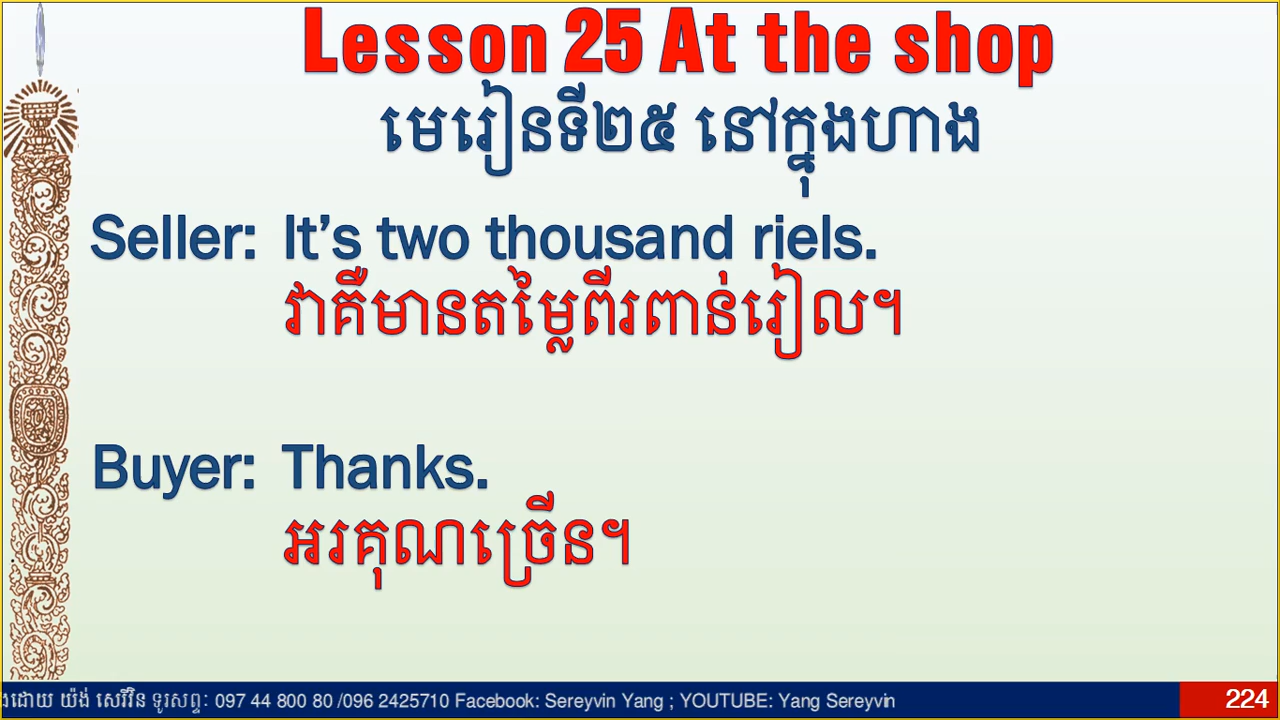 Lesson 25 At the shop
មេរៀនទី២៥ នៅក្នុងហាង
Seller: It’s two thousand riels.
វាគឺមានតម្លៃពីរពាន់រៀល។
Buyer: Thanks.
អរគុណច្រើន។
ងដោយ យ៉ង់ សេរីវិន ទូរសព្ទៈ 097 44 800 80 /096 2425710 Facebook: Sereyvin Yang ; YOUTUBE: Yang Sereyvin
224